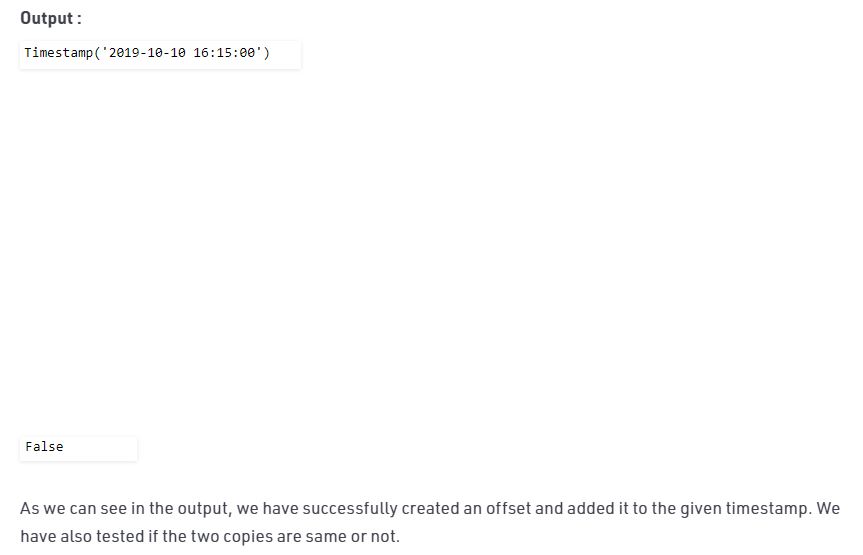 Output :
Timestamp('2019-10-10 16:15:00')
False
As we can see in the output, we have successfully created an offset and added it to the given timestamp. We
have also tested if the two copies are same or not.